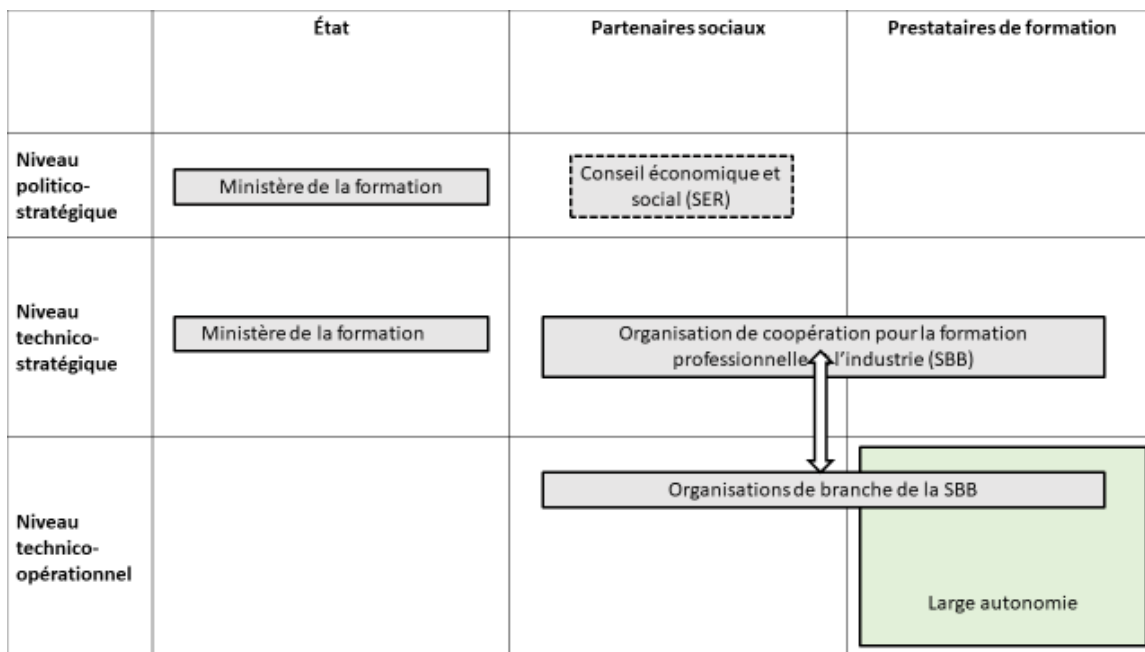 État
Partenaires sociaux
Prestataires de formation
Niveau
politico-
stratégique
Ministère de la formation
Conseil économique et
social (SER)
Niveau
technico-
stratégique
Ministère de la formation
Organisation de coopération pour la formation
professionnelle l’industrie (SBB)
Niveau
technico-
opérationnel
Organisations de branche de la SBB
Large autonomie